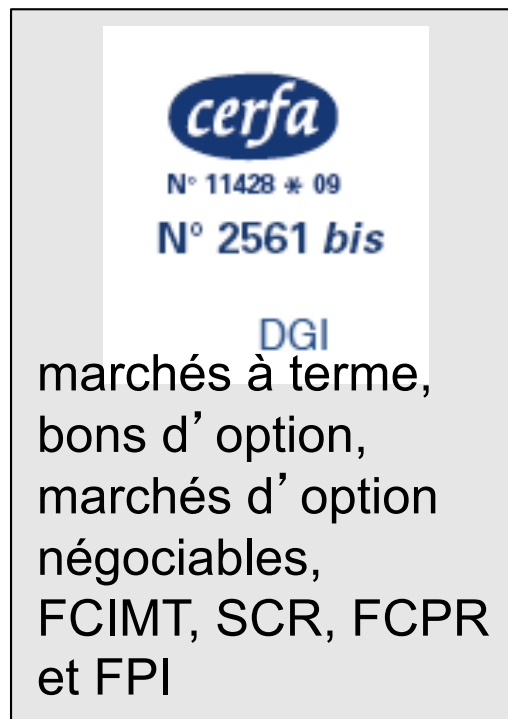 cerfa
N° 11428 * 09
N° 2561 bis
DGI
marchés à terme,
bons d’ option,
marchés d’ option
négociables,
FCIMT, SCR, FCPR
et FPI